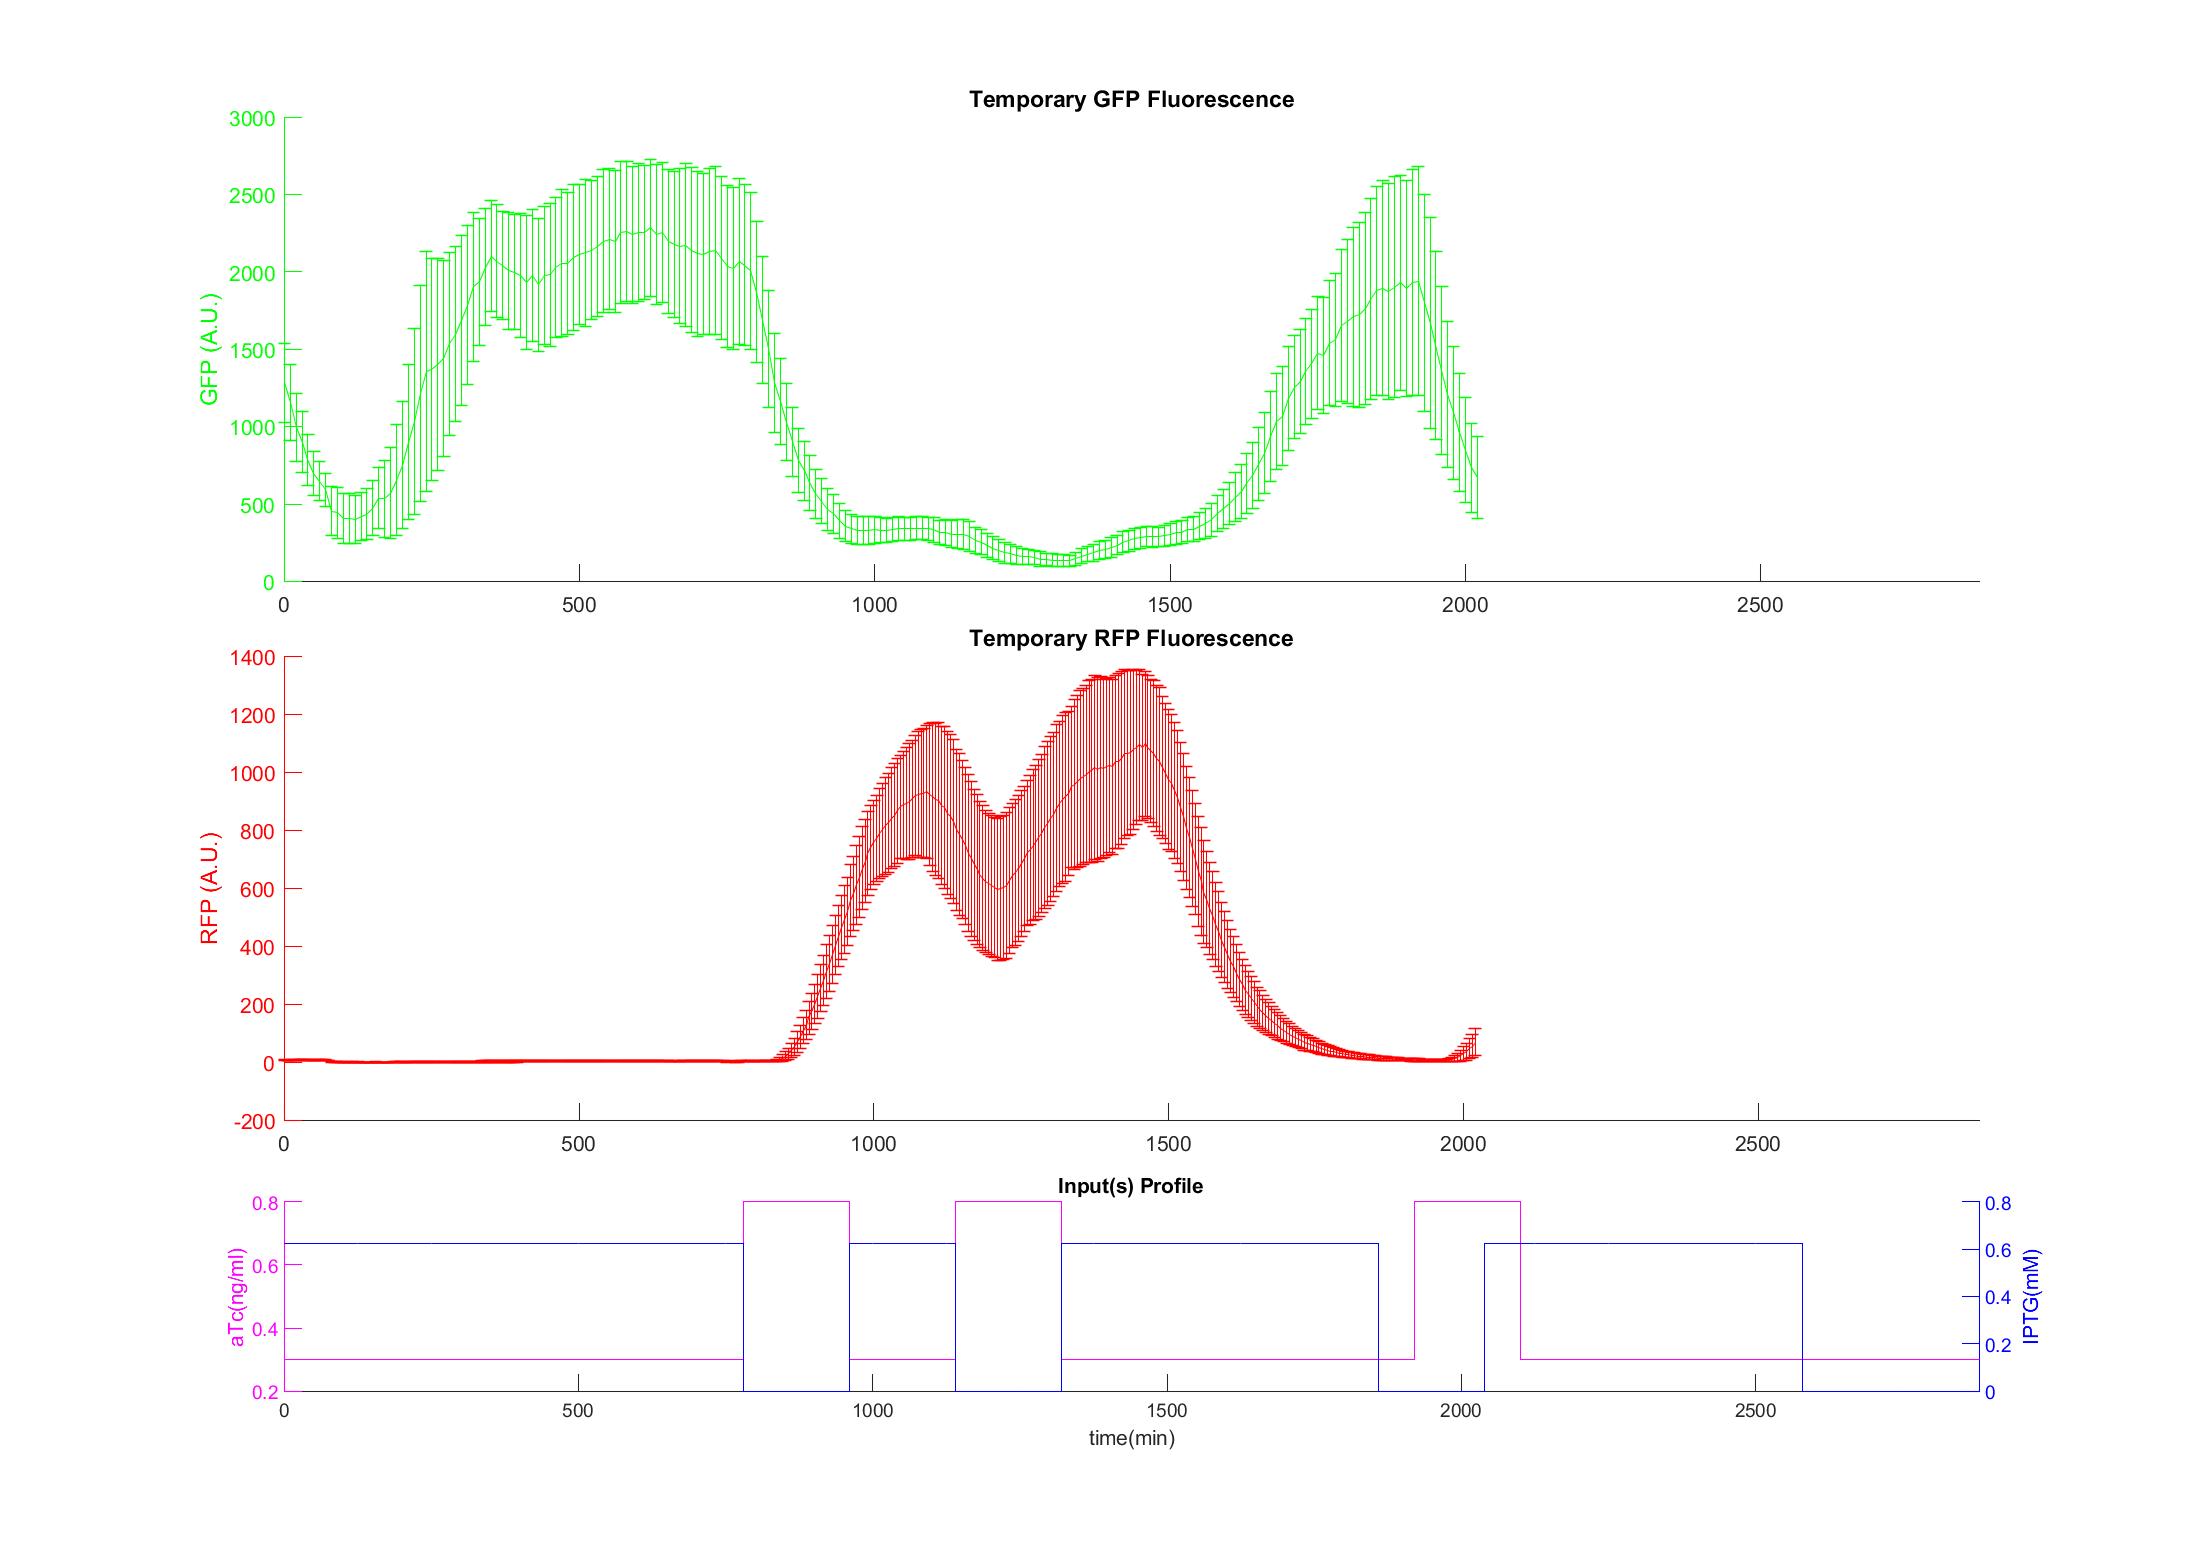 Temporary GFP Fluorescence
3000
2500
2000
1500
1000
500
0
GFP (A.U.)
0 500 1000 1500 2000 2500
Temporary RFP Fluorescence
1400
1200
1000
800
600
400
200
0
-200
RFP (A.U.)
0 500 1000 1500 2000 2500
Input(s) Profile
0.8
0.6
0.4
0.2
aTc(ng/ml)
0.8
0.6
0.4
0.2
0
IPTG(mM)
0 500 1000 1500 2000 2500
time(min)